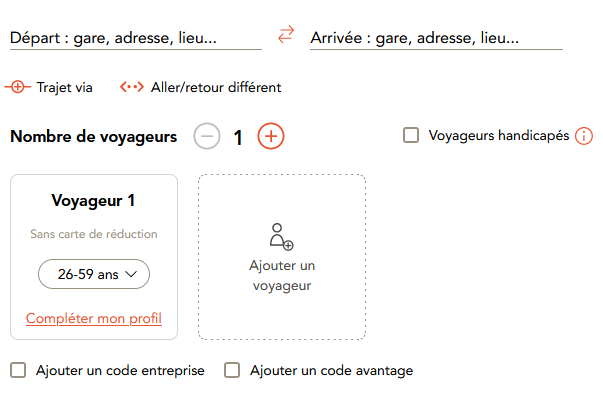 Départ : gare, adresse, lieu...
Arrivée : gare, adresse, lieu...
Trajet via
Aller/retour différent
Nombre de voyageurs
1
Voyageurs handicapés
Voyageur 1
Sans carte de réduction
26-59 ans
Compléter mon profil
Ajouter un
voyageur
Ajouter un code entreprise
Ajouter un code avantage